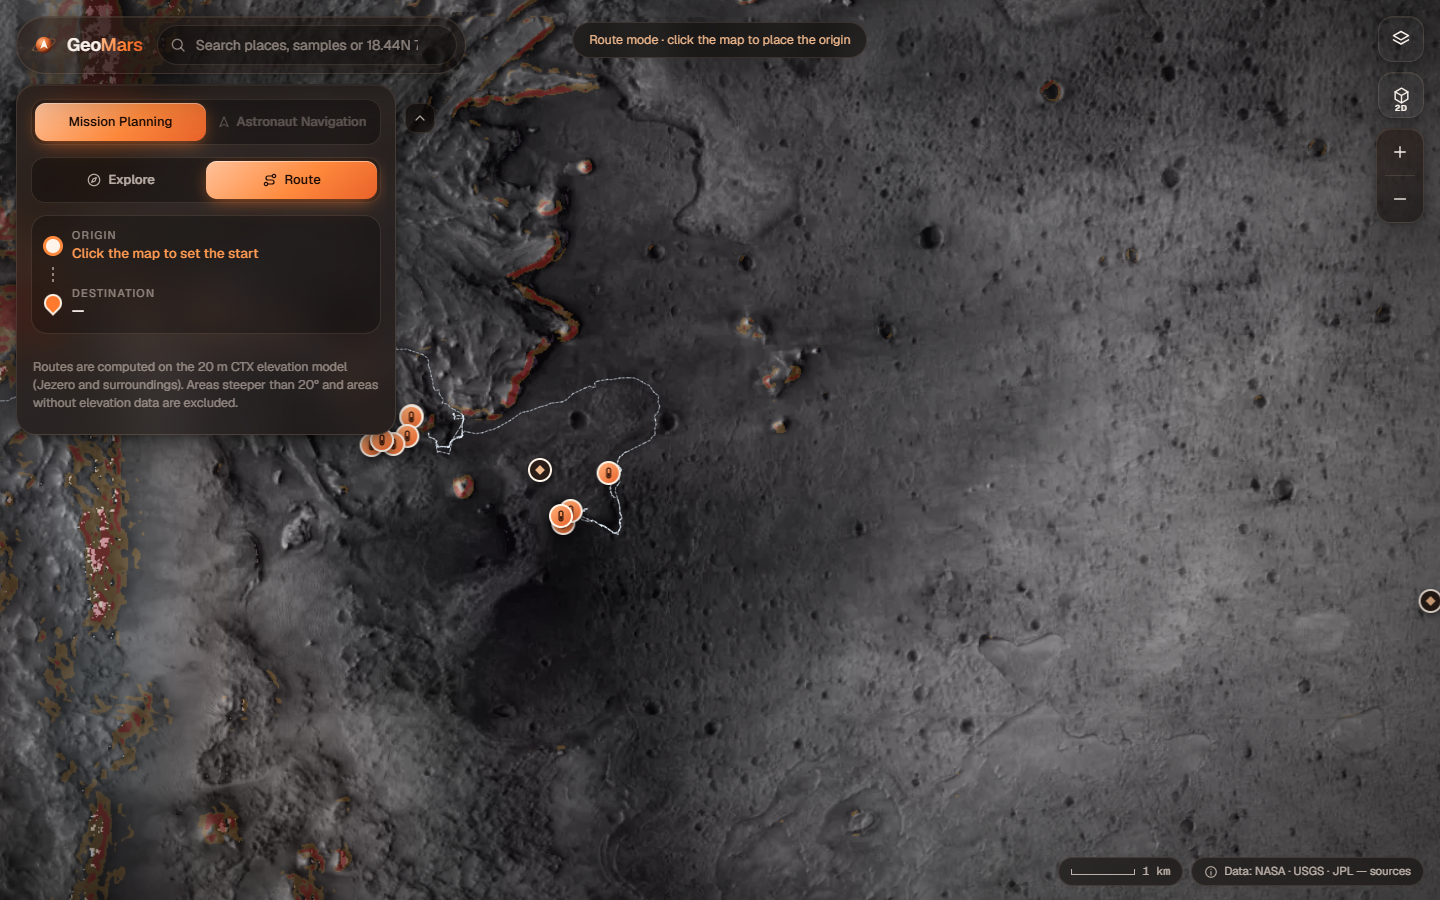 GeoMars
Search places, samples or 18.44N 7
Route mode · click the map to place the origin
2D
Mission Planning
Astronaut Navigation
Explore
Route
ORIGIN
Click the map to set the start
DESTINATION
—
Routes are computed on the 20 m CTX elevation model
(Jezero and surroundings). Areas steeper than 20° and areas
without elevation data are excluded.
1 km
Data: NASA · USGS · JPL — sources